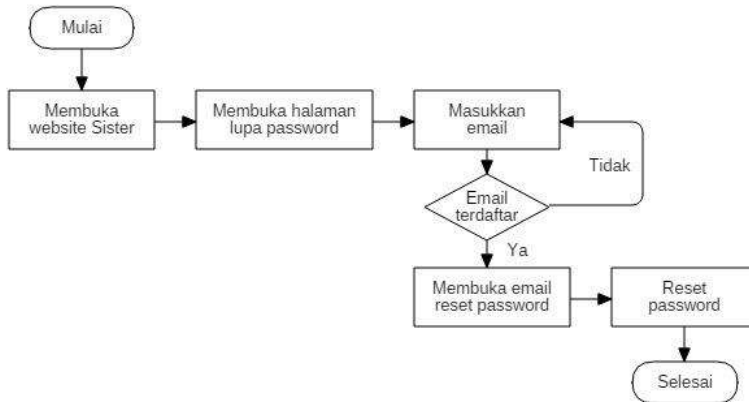 Mulai
Membuka
website Sister
Membuka halaman
lupa password
Masukkan
email
Tidak
Email
terdaftar
Ya
Membuka email
reset password
Reset
password
Selesai